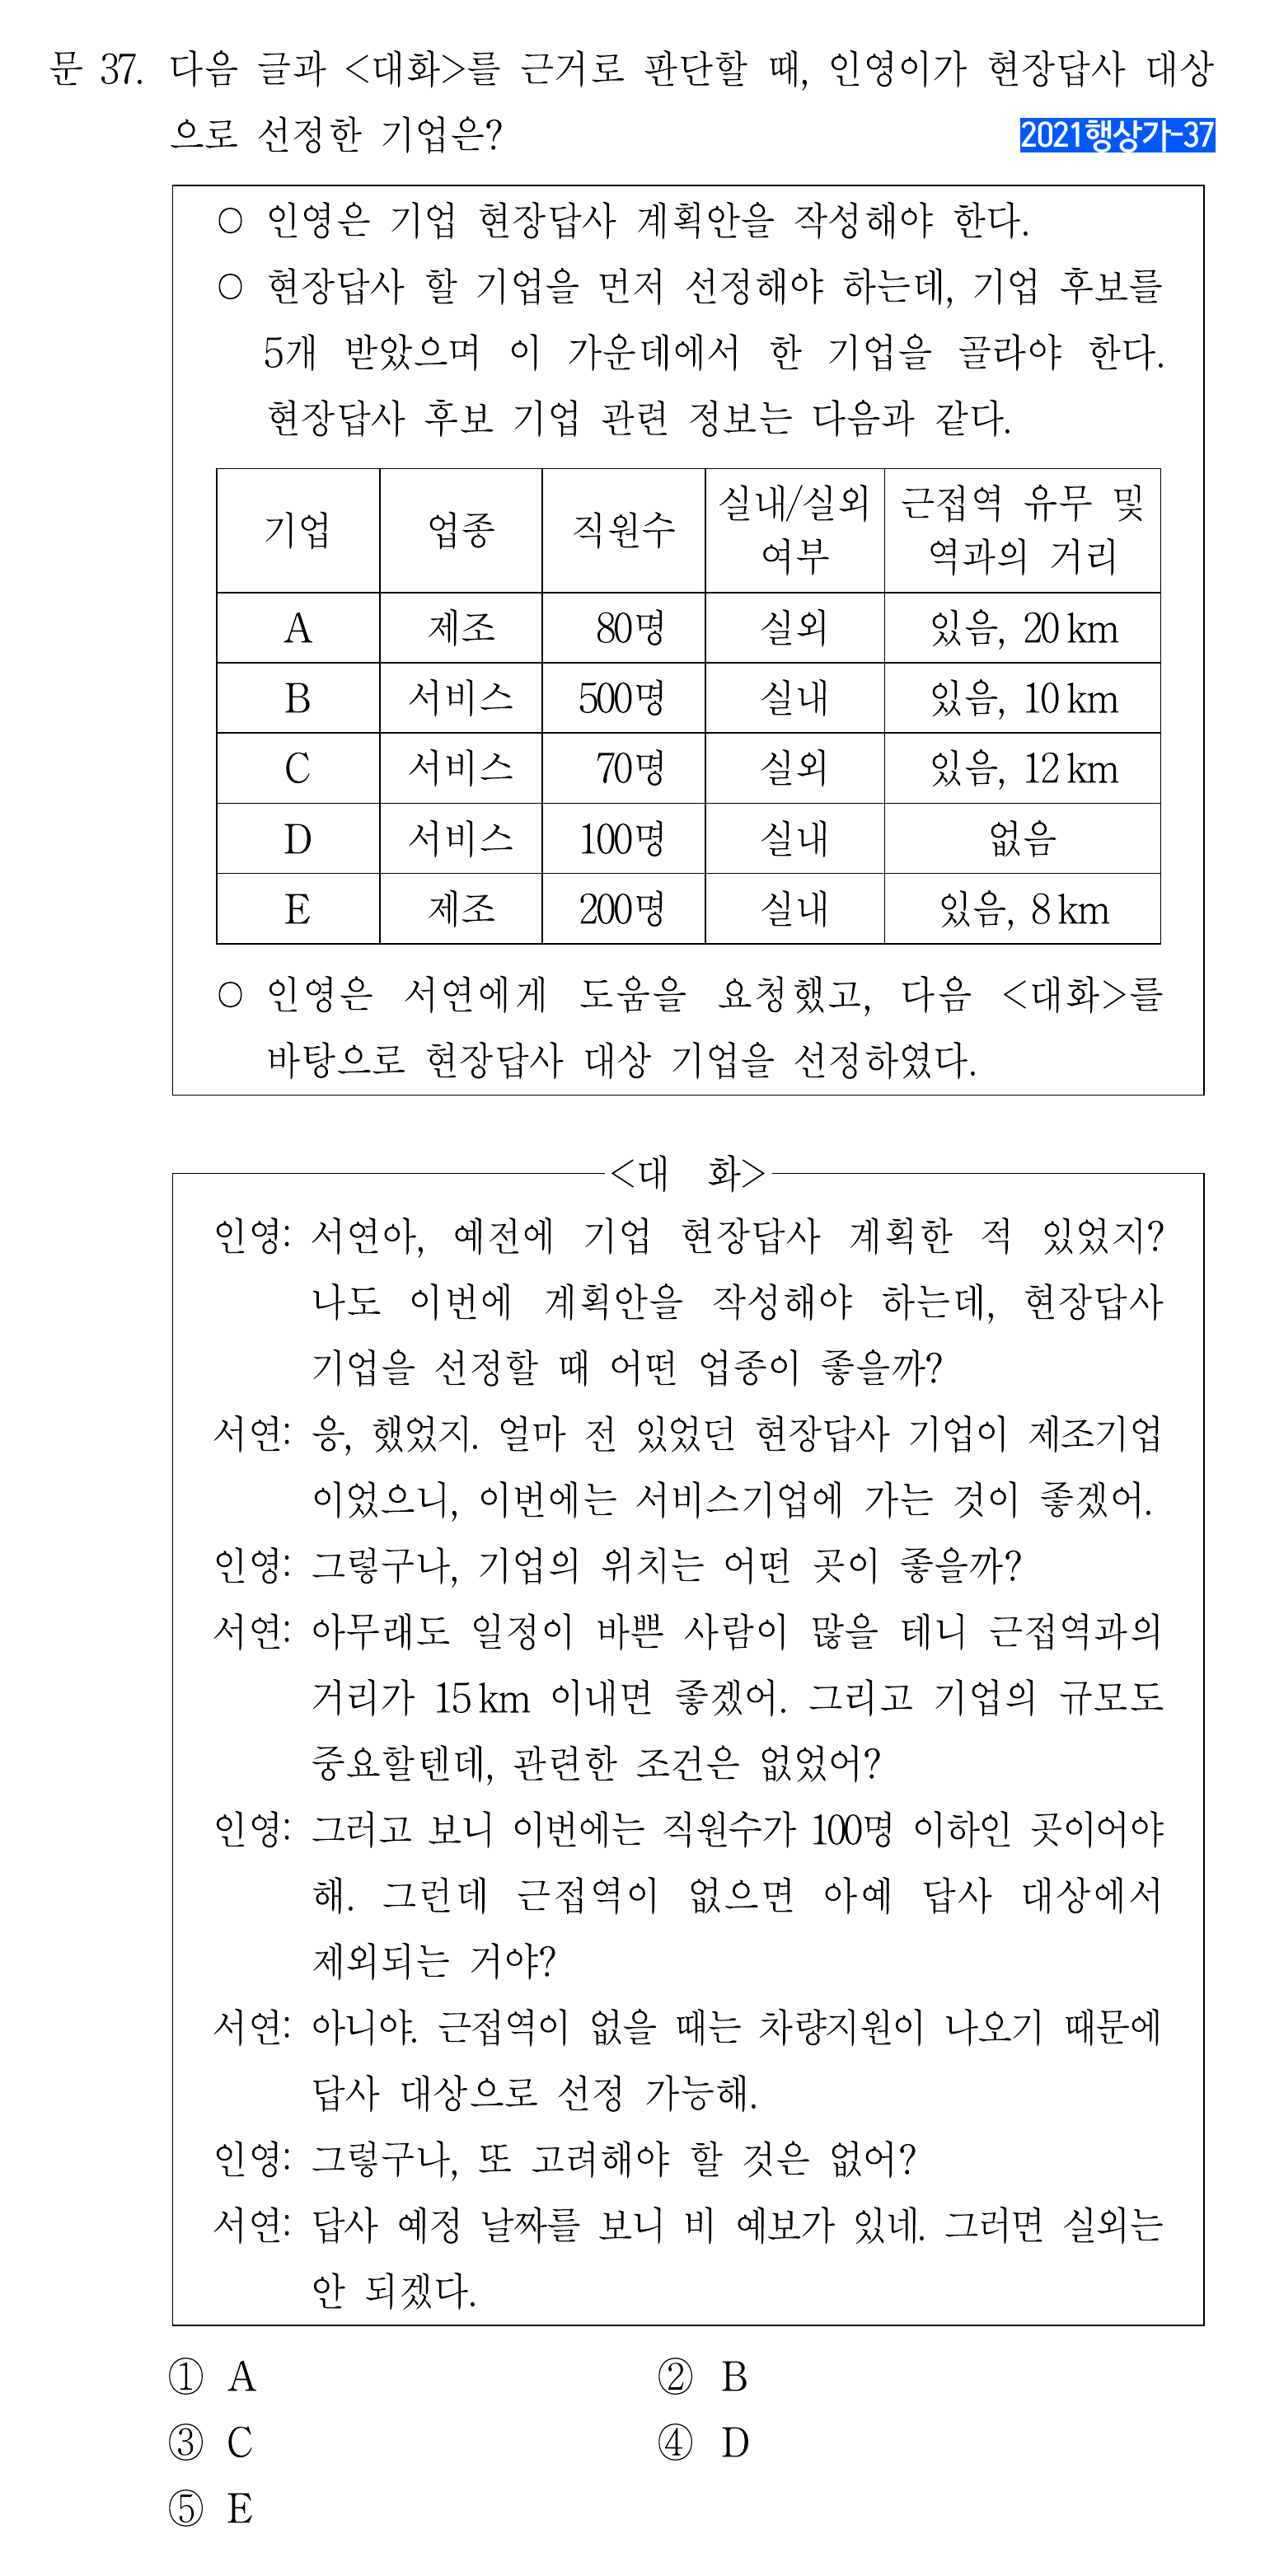 문 37. 다음 글과 <대화>를 근거로 판단할 때, 인영이가 현장답사 대상
으로 선정한 기업은?
2021행상가-37
○ 인영은 기업 현장답사 계획안을 작성해야 한다.
○ 현장답사 할 기업을 먼저 선정해야 하는데, 기업 후보를
5개 받았으며 이 가운데에서 한 기업을 골라야 한다.
현장답사 후보 기업 관련 정보는 다음과 같다.
기업 업종 직원수 실내/실외 여부 근접역 유무 및 역과의 거리
A 제조 80명 실외 있음, 20km
B 서비스 500명 실내 있음, 10km
C 서비스 70명 실외 있음, 12km
D 서비스 100명 실내 없음
E 제조 200명 실내 있음, 8km
○ 인영은 서연에게 도움을 요청했고, 다음 <대화>를
바탕으로 현장답사 대상 기업을 선정하였다.
<대 화>
인영: 서연아, 예전에 기업 현장답사 계획한 적 있었지?
나도 이번에 계획안을 작성해야 하는데, 현장답사
기업을 선정할 때 어떤 업종이 좋을까?
서연: 응, 했었지. 얼마 전 있었던 현장답사 기업이 제조기업
이었으니, 이번에는 서비스기업에 가는 것이 좋겠어.
인영: 그렇구나, 기업의 위치는 어떤 곳이 좋을까?
서연: 아무래도 일정이 바쁜 사람이 많을 테니 근접역과의
거리가 15km 이내면 좋겠어. 그리고 기업의 규모도
중요할텐데, 관련한 조건은 없었어?
인영: 그러고 보니 이번에는 직원수가 100명 이하인 곳이어야
해. 그런데 근접역이 없으면 아예 답사 대상에서
제외되는 거야?
서연: 아니야. 근접역이 없을 때는 차량지원이 나오기 때문에
답사 대상으로 선정 가능해.
인영: 그렇구나, 또 고려해야 할 것은 없어?
서연: 답사 예정 날짜를 보니 비 예보가 있네. 그러면 실외는
안 되겠다.
① A ② B
③ C ④ D
⑤ E